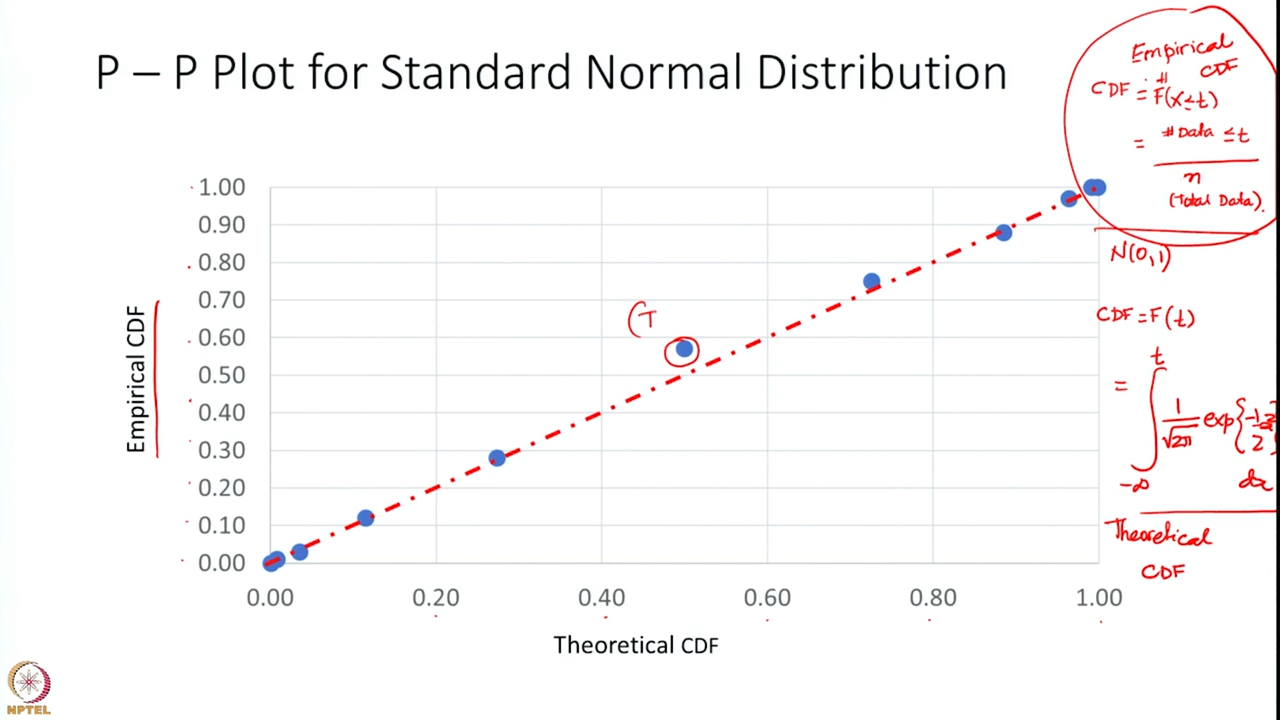 P – P Plot for Standard Normal Distribution
Empirical
CDF
CDF = F(X≤t)
#
= #Data ≤t
n
(Total Data).
N(0,1)
CDF = F(t)
t
= ∫ 1/√2π exp{
-∞
dx
Theoretical
CDF
(T
1.00
0.90
0.80
0.70
0.60
0.50
0.40
0.30
0.20
0.10
0.00
Empirical CDF
0.00 0.20 0.40 0.60 0.80 1.00
Theoretical CDF
NPTEL